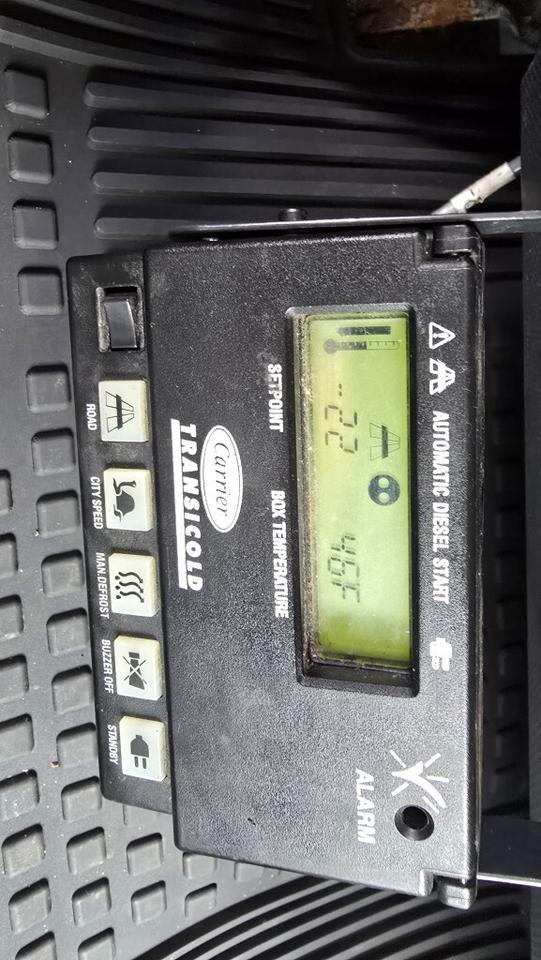 AUTOMATIC DIESEL START
-22 46F
SETPOINT BOX TEMPERATURE
ALARM
Carrier
TRANSICOLD
ROAD
CITY SPEED
MAN.DEFROST
BUZZER OFF
STANDBY